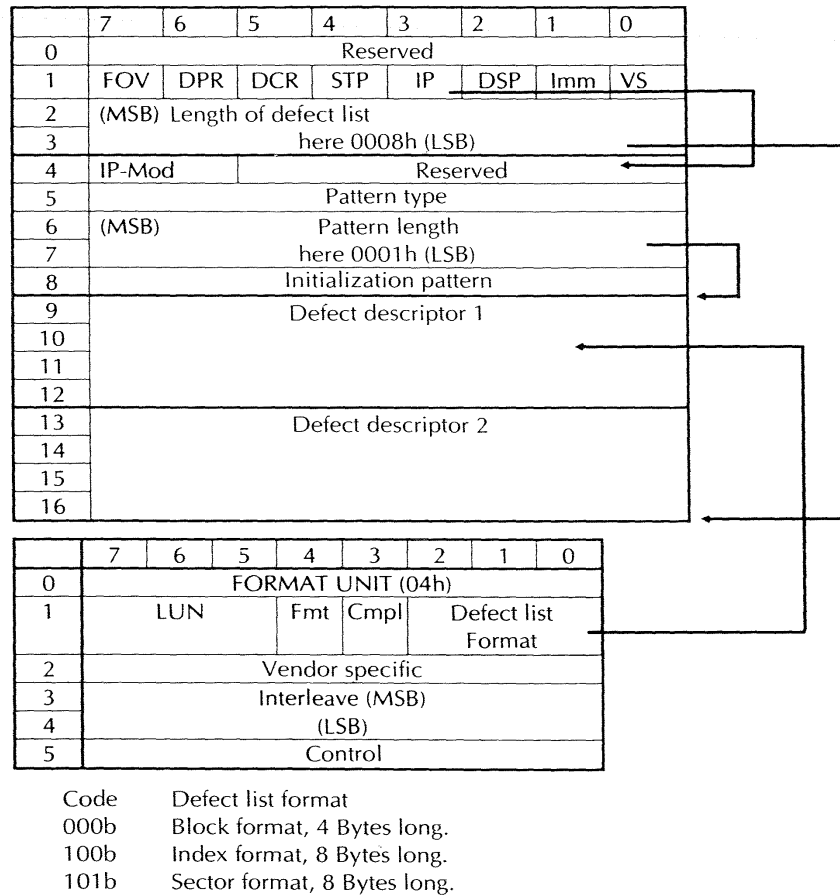 7 6 5 4 3 2 1 0
0 Reserved
1 FOV DPR DCR STP IP DSP Imm VS
2 (MSB) Length of defect list
3 here 0008h (LSB)
4 IP-Mod Reserved
5 Pattern type
6 (MSB) Pattern length
7 here 0001h (LSB)
8 Initialization pattern
9 Defect descriptor 1
10
11
12
13 Defect descriptor 2
14
15
16
7 6 5 4 3 2 1 0
0 FORMAT UNIT (04h)
1 LUN Fmt Cmpl Defect list
Format
2 Vendor specific
3 Interleave (MSB)
4 (LSB)
5 Control
Code Defect list format
000b Block format, 4 Bytes long.
100b Index format, 8 Bytes long.
101b Sector format, 8 Bytes long.